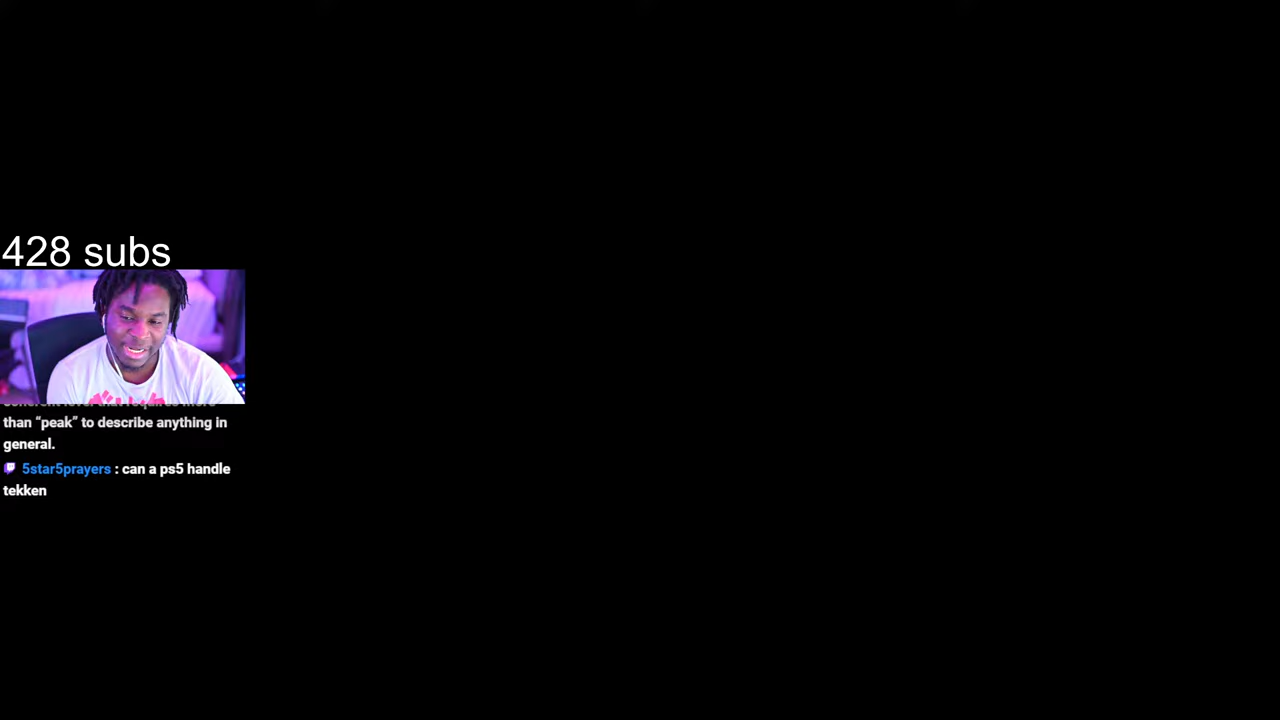 428 subs
than “peak” to describe anything in
general.
5star5prayers : can a ps5 handle
tekken